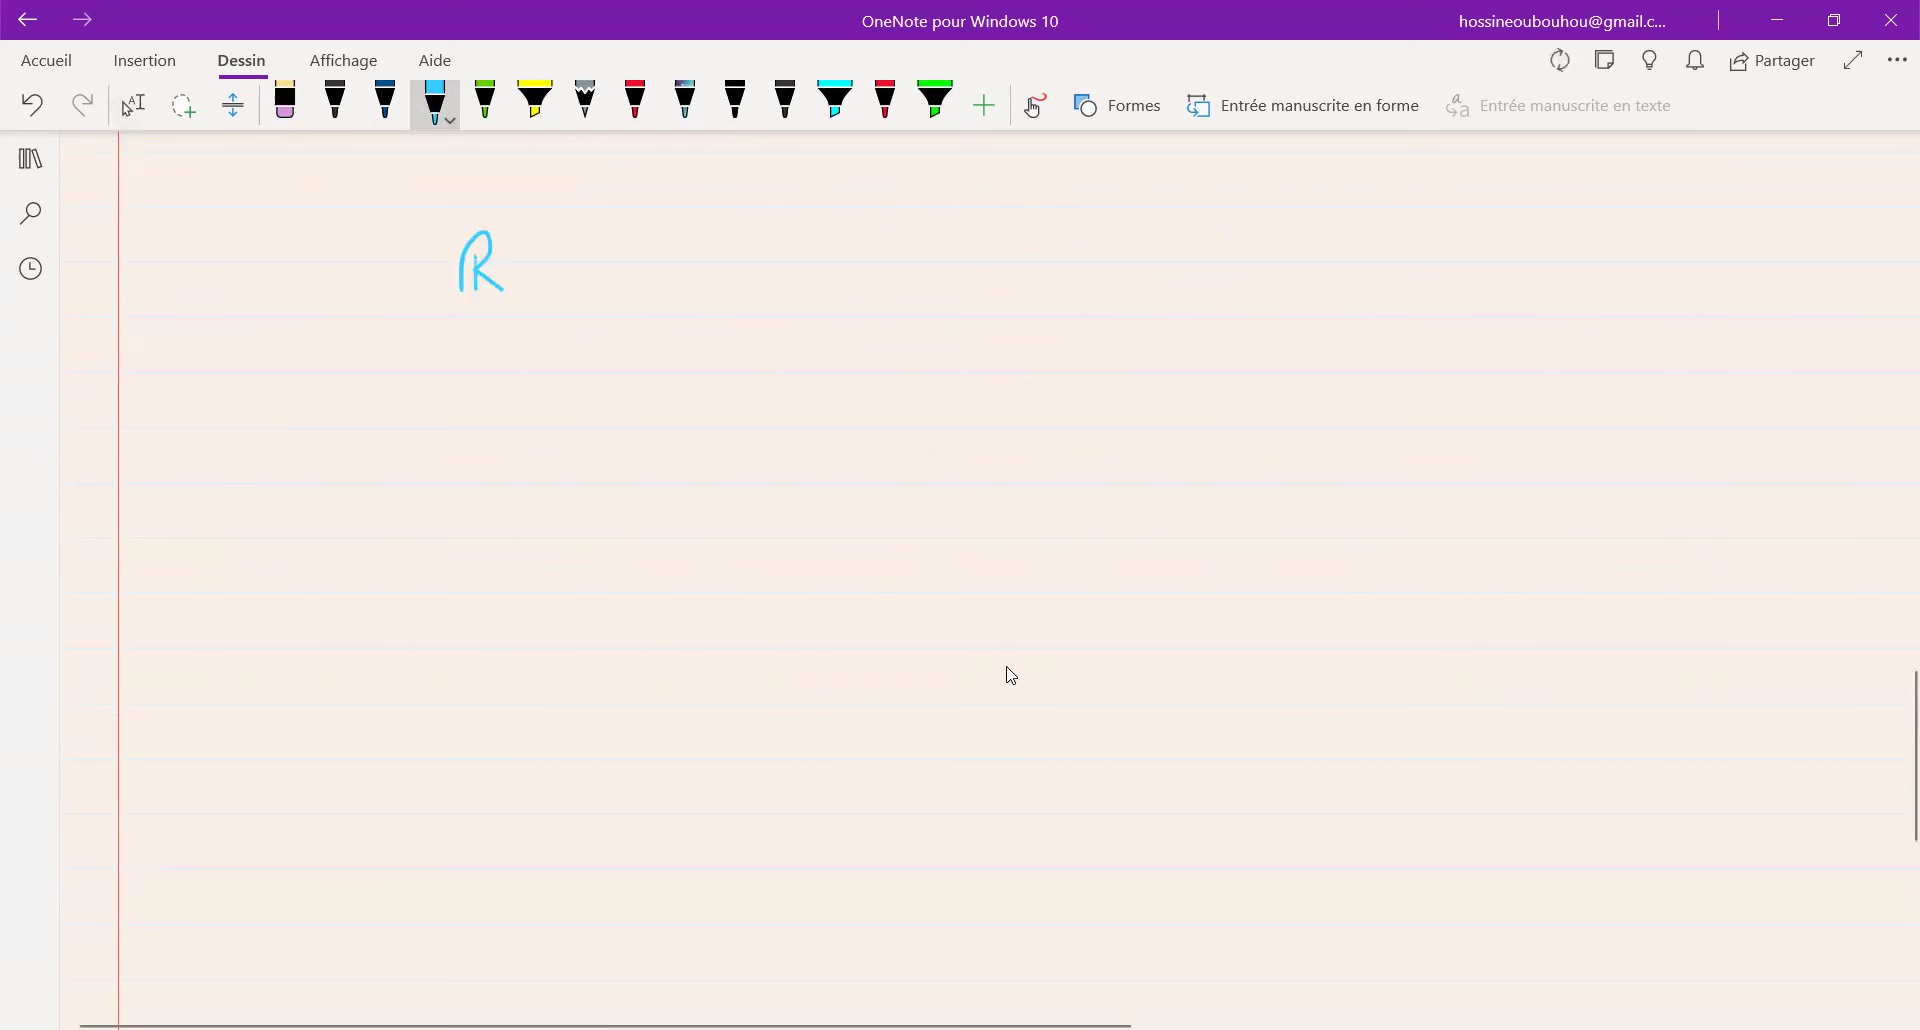 OneNote pour Windows 10
hossineoubouhou@gmail.c...
Accueil Insertion Dessin Affichage Aide
Partager
Formes Entrée manuscrite en forme Entrée manuscrite en texte
ℝ